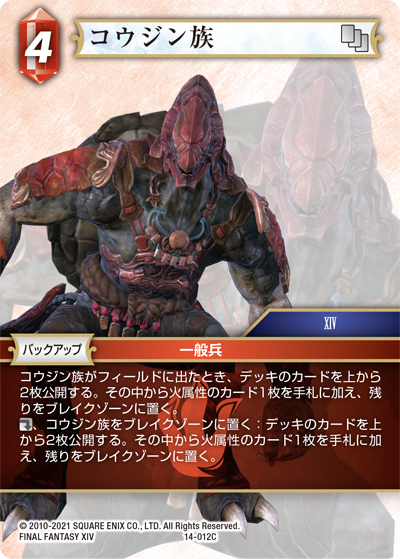 4
コウジン族
XIV
バックアップ
一般兵
コウジン族がフィールドに出たとき、デッキのカードを上から
2枚公開する。その中から火属性のカード1枚を手札に加え、残
りをブレイクゾーンに置く。
、コウジン族をブレイクゾーンに置く：デッキのカードを上か
ら2枚公開する。その中から火属性のカード1枚を手札に加
え、残りをブレイクゾーンに置く。
© 2010-2021 SQUARE ENIX CO., LTD. All Rights Reserved.
FINAL FANTASY XIV
14-012C